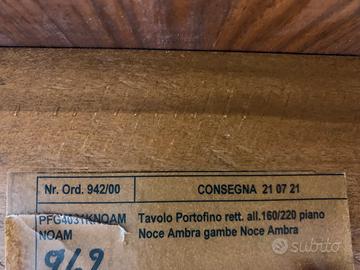 Nr. Ord. 942/00
CONSEGNA 21 07 21
PFG4031KNOAM
NOAM
Tavolo Portofino rett. all.160/220 piano
Noce Ambra gambe Noce Ambra
942
subito